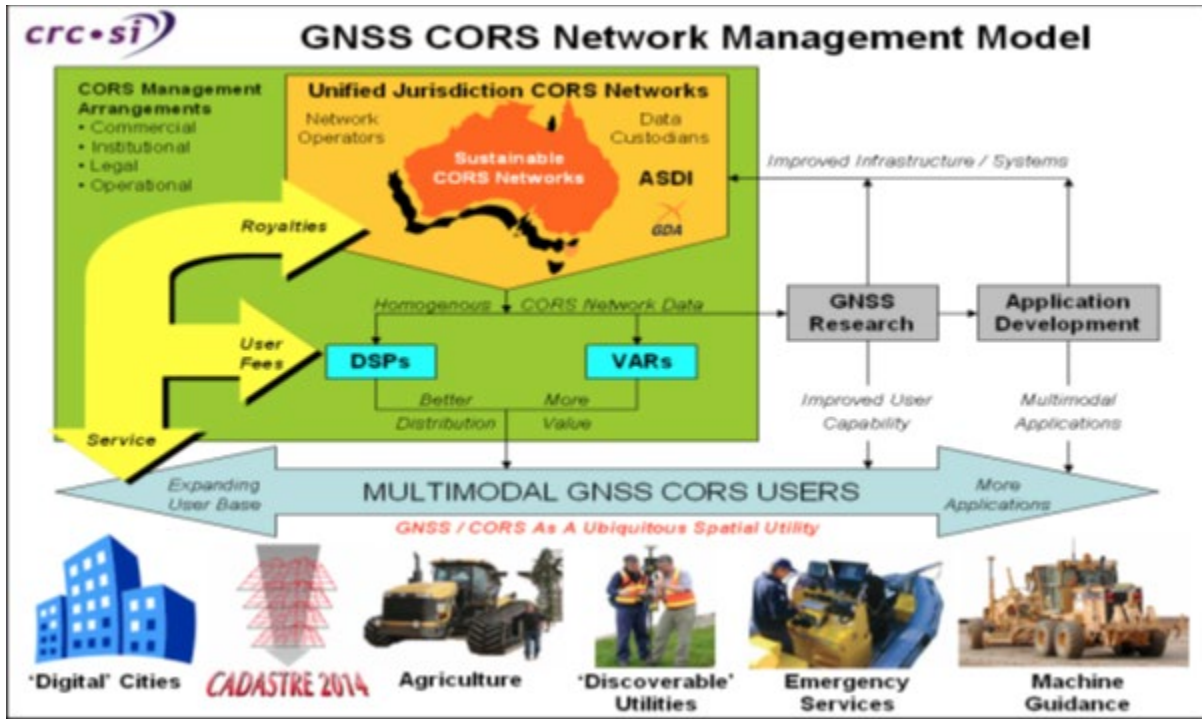 crc•si
GNSS CORS Network Management Model
CORS Management
Arrangements
• Commercial
• Institutional
• Legal
• Operational
Unified Jurisdiction CORS Networks
Network
Operators
Data
Custodians
Sustainable
CORS Networks
ASDI
GDA
Improved Infrastructure / Systems
Royalties
Homogenous
CORS Network Data
GNSS
Research
Application
Development
User
Fees
DSPs
VARs
Better
Distribution
More
Value
Improved User
Capability
Multimodal
Applications
Service
Expanding
User Base
MULTIMODAL GNSS CORS USERS
More
Applications
GNSS / CORS As A Ubiquitous Spatial Utility
'Digital' Cities
CADASTRE 2014
Agriculture
'Discoverable'
Utilities
Emergency
Services
Machine
Guidance